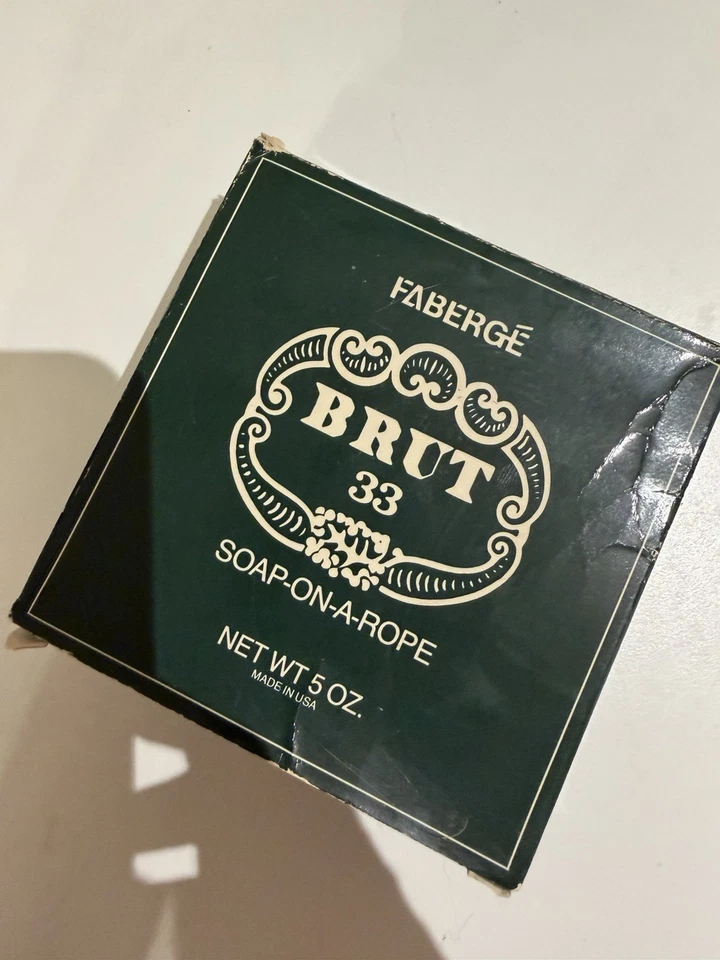 FABERGÉ
BRUT
33
SOAP-ON-A-ROPE
NET WT 5 OZ.
MADE IN USA